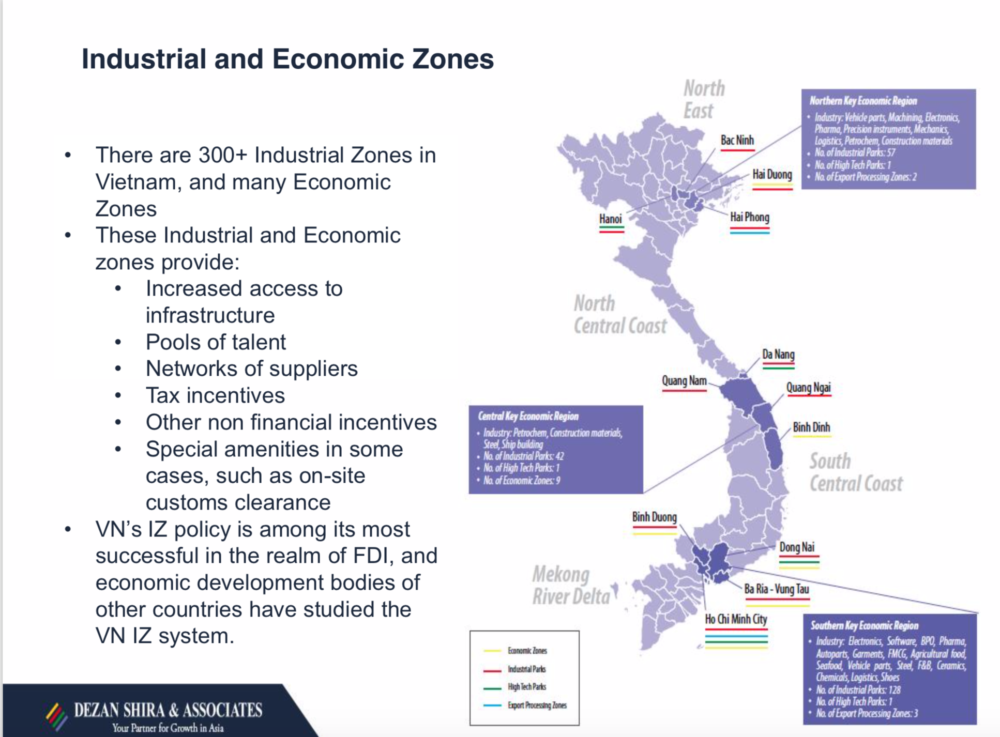 Industrial and Economic Zones
• There are 300+ Industrial Zones in
Vietnam, and many Economic
Zones
• These Industrial and Economic
zones provide:
• Increased access to
infrastructure
• Pools of talent
• Networks of suppliers
• Tax incentives
• Other non financial incentives
• Special amenities in some
cases, such as on-site
customs clearance
• VN’s IZ policy is among its most
successful in the realm of FDI, and
economic development bodies of
other countries have studied the
VN IZ system.
North
East
Northern Key Economic Region
• Industry: Vehicle parts, Machining, Electronics,
Pharma, Precision instruments, Mechanics,
Logistics, Petrochem, Construction materials
• No. of Industrial Parks: 57
• No. of High Tech Parks: 1
• No. of Export Processing Zones: 2
Bac Ninh
Hai Duong
Hanoi
Hai Phong
North
Central Coast
Da Nang
Quang Nam
Quang Ngai
Binh Dinh
Central Key Economic Region
• Industry: Petrochem, Construction materials,
Steel, Ship building
• No. of Industrial Parks: 42
• No. of High Tech Parks: 1
• No. of Economic Zones: 9
South
Central Coast
Binh Duong
Dong Nai
Mekong
River Delta
Ba Ria - Vung Tau
Ho Chi Minh City
Southern Key Economic Region
• Industry: Electronics, Software, BPO, Pharma,
Autoparts, Garments, FMCG, Agricultural food,
Seafood, Vehicle parts, Steel, F&B, Ceramics,
Chemicals, Logistics, Shoes
• No. of Industrial Parks: 128
• No. of High Tech Parks: 1
• No. of Export Processing Zones: 3
Economic Zones
Industrial Parks
High Tech Parks
Export Processing Zones
DEZAN SHIRA & ASSOCIATES
Your Partner for Growth in Asia